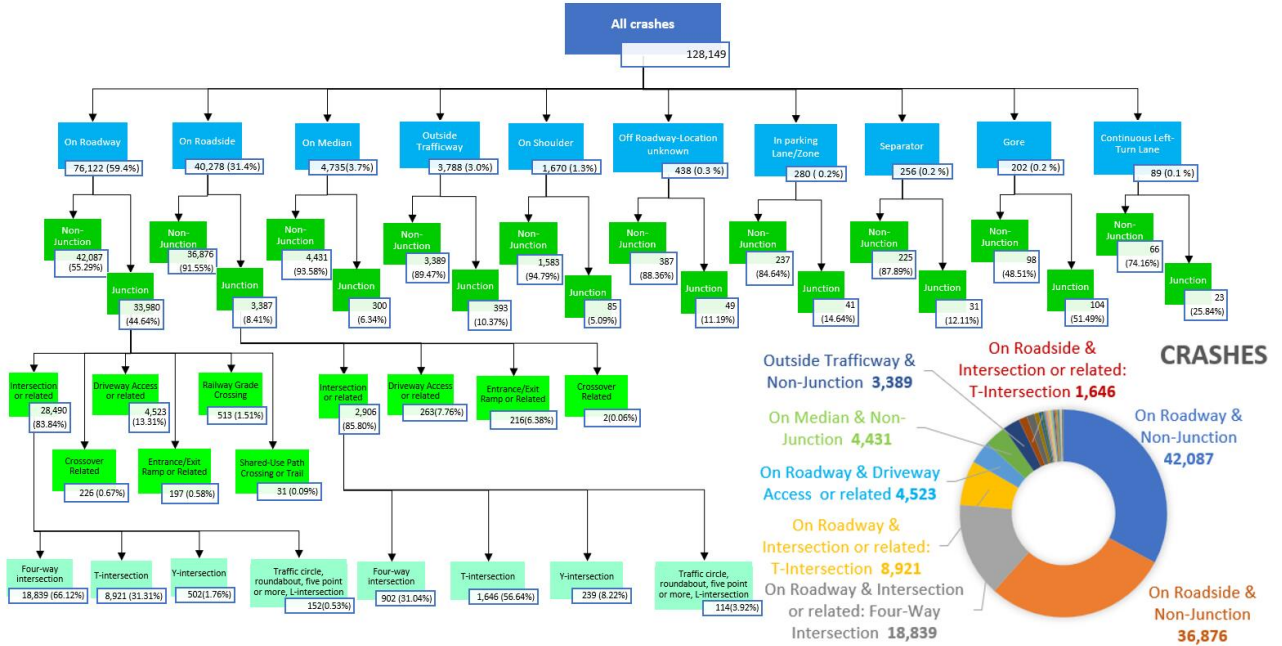 All crashes
128,149
On Roadway
76,122 (59.4%)
On Roadside
40,278 (31.4%)
On Median
4,735(3.7%)
Outside
Trafficway
3,788 (3.0%)
On Shoulder
1,670 (1.3%)
Off Roadway-Location
unknown
438 (0.3 %)
In parking
Lane/Zone
280 ( 0.2%)
Separator
256 (0.2 %)
Gore
202 (0.2 %)
Continuous Left-
Turn Lane
89 (0.1 %)
Non-
Junction
42,087
(55.29%)
Non-
Junction
36,876
(91.55%)
Non-
Junction
4,431
(93.58%)
Non-
Junction
3,389
(89.47%)
Non-
Junction
1,583
(94.79%)
Non-
Junction
387
(88.36%)
Non-
Junction
237
(84.64%)
Non-
Junction
225
(87.89%)
Non-
Junction
98
(48.51%)
Non-
Junction
66
(74.16%)
Junction
33,980
(44.64%)
Junction
3,387
(8.41%)
Junction
300
(6.34%)
Junction
393
(10.37%)
Junction
85
(5.09%)
Junction
49
(11.19%)
Junction
41
(14.64%)
Junction
31
(12.11%)
Junction
104
(51.49%)
Junction
23
(25.84%)
Intersection
or related
28,490
(83.84%)
Driveway Access
or related
4,523
(13.31%)
Railway Grade
Crossing
513 (1.51%)
Intersection
or related
2,906
(85.80%)
Driveway Access
or related
263(7.76%)
Entrance/Exit
Ramp or Related
216(6.38%)
Crossover
Related
2(0.06%)
Crossover
Related
226 (0.67%)
Entrance/Exit
Ramp or Related
197 (0.58%)
Shared-Use Path
Crossing or Trail
31 (0.09%)
Four-way
intersection
18,839 (66.12%)
T-intersection
8,921 (31.31%)
Y-intersection
502(1.76%)
Traffic circle,
roundabout, five point
or more, L-intersection
152(0.53%)
Four-way
intersection
902 (31.04%)
T-intersection
1,646 (56.64%)
Y-intersection
239 (8.22%)
Traffic circle,
roundabout, five point
or more, L-intersection
114(3.92%)
CRASHES
On Roadside &
Intersection or related:
T-Intersection 1,646
Outside Trafficway &
Non-Junction 3,389
On Median & Non-
Junction 4,431
On Roadway & Driveway
Access or related 4,523
On Roadway &
Intersection or related:
T-Intersection 8,921
On Roadway & Intersection
or related: Four-Way
Intersection 18,839
On Roadway &
Non-Junction
42,087
On Roadside &
Non-Junction
36,876